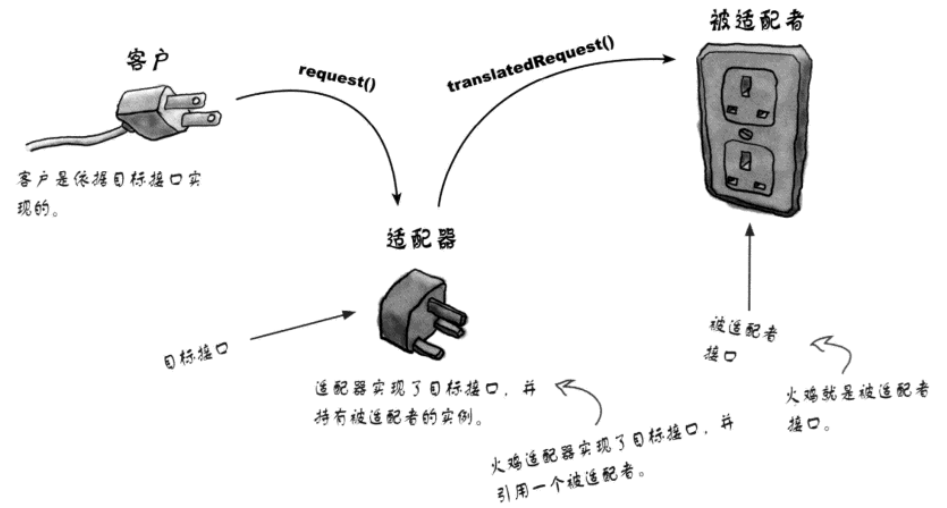 客户
request()
translatedRequest()
被适配者
客户是依据目标接口实
现的。
适配器
目标接口
适配器实现了目标接口，并
持有被适配者的实例。
火鸡适配器实现了目标接口，并
引用一个被适配者。
被适配者
接口
火鸡就是被适配者
接口。